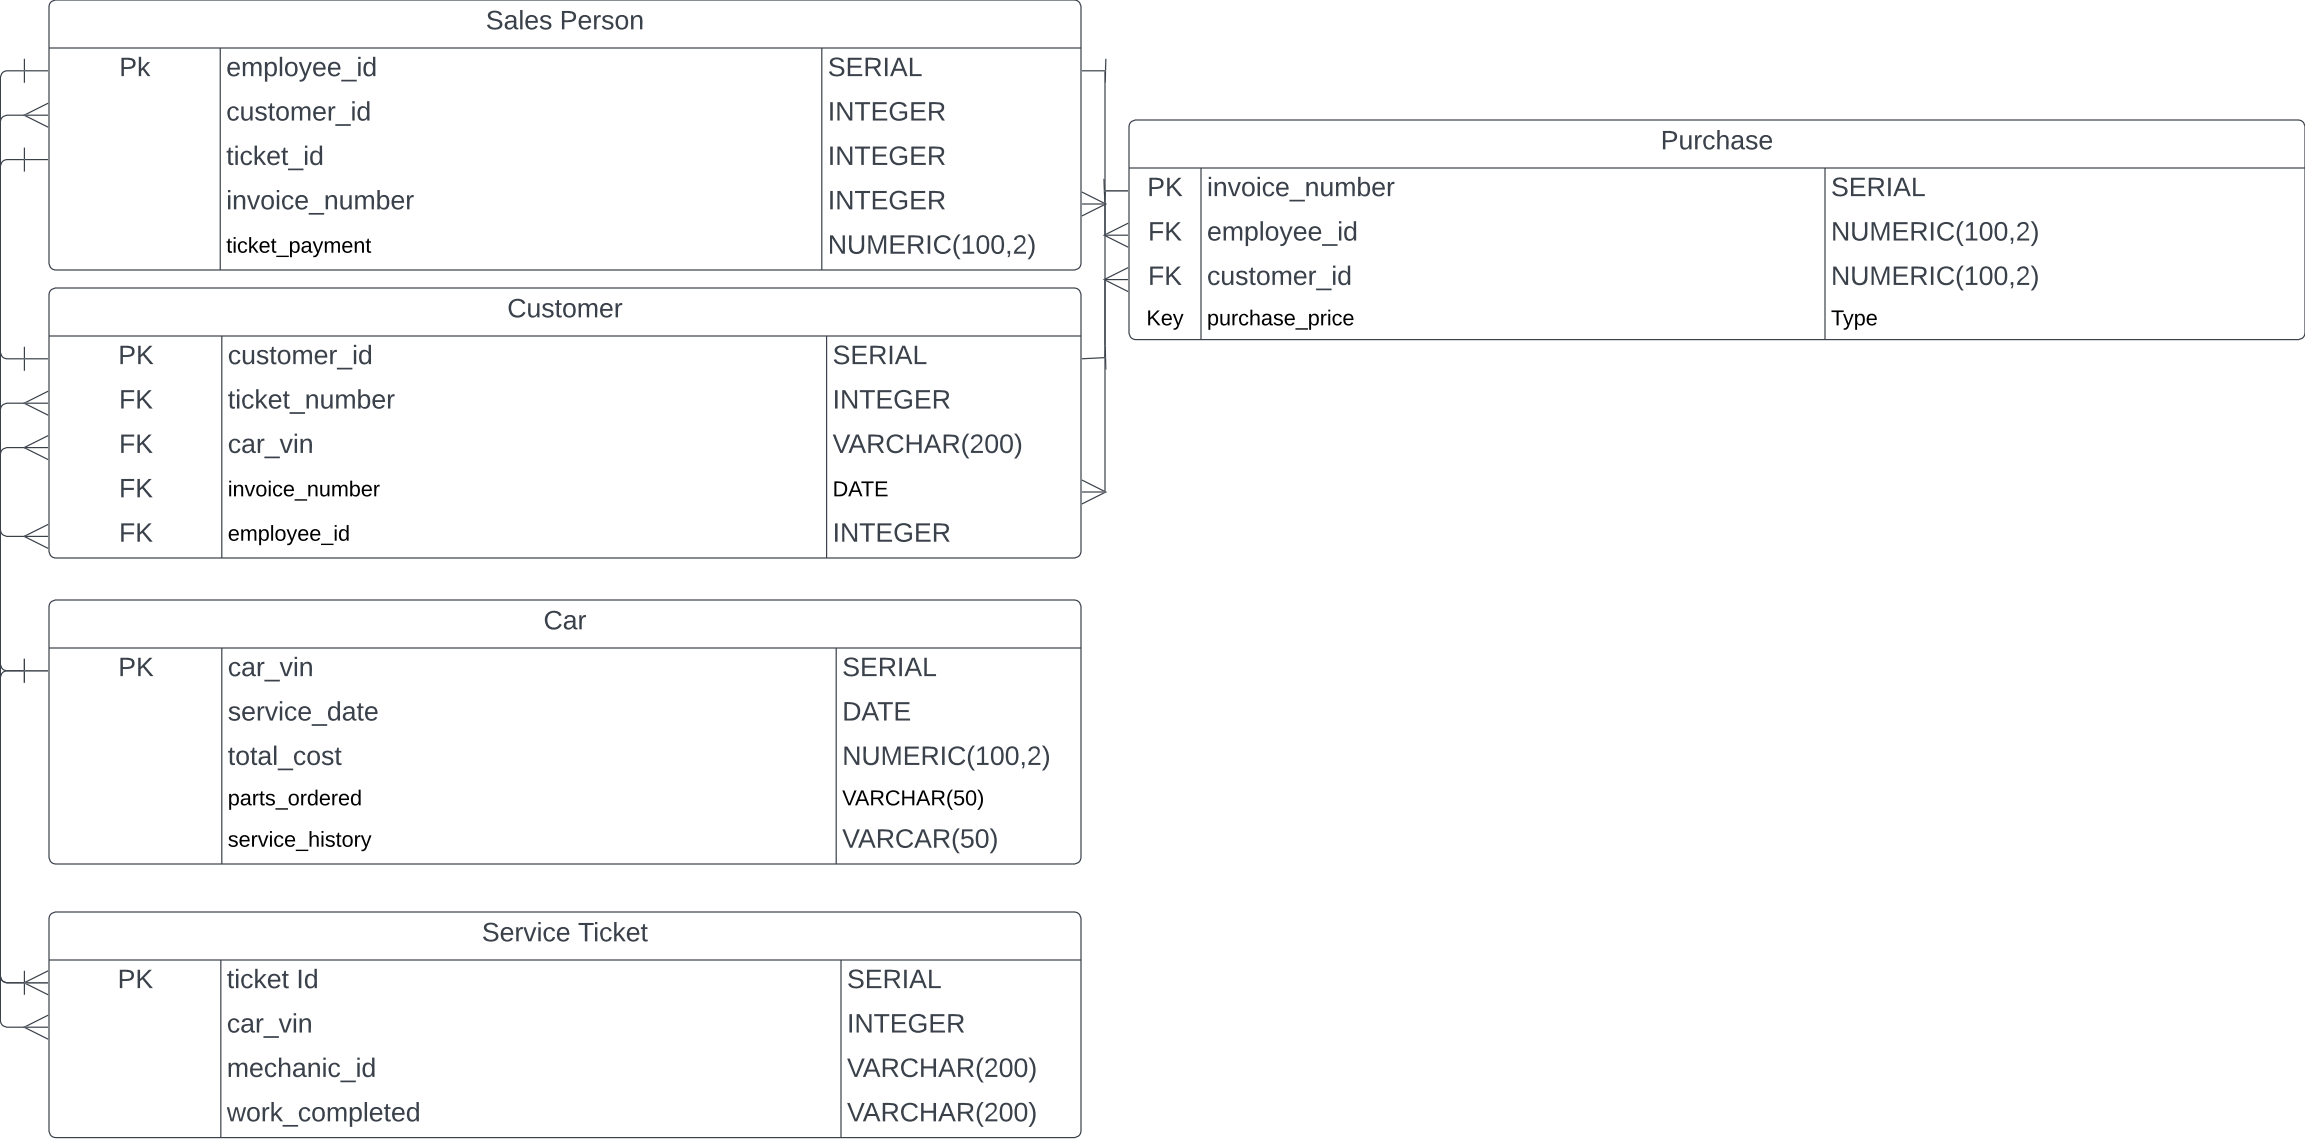 Sales Person
Pk employee_id SERIAL
customer_id INTEGER
ticket_id INTEGER
invoice_number INTEGER
ticket_payment NUMERIC(100,2)
Purchase
PK invoice_number SERIAL
FK employee_id NUMERIC(100,2)
FK customer_id NUMERIC(100,2)
Key purchase_price Type
Customer
PK customer_id SERIAL
FK ticket_number INTEGER
FK car_vin VARCHAR(200)
FK invoice_number DATE
FK employee_id INTEGER
Car
PK car_vin SERIAL
service_date DATE
total_cost NUMERIC(100,2)
parts_ordered VARCHAR(50)
service_history VARCAR(50)
Service Ticket
PK ticket Id SERIAL
car_vin INTEGER
mechanic_id VARCHAR(200)
work_completed VARCHAR(200)